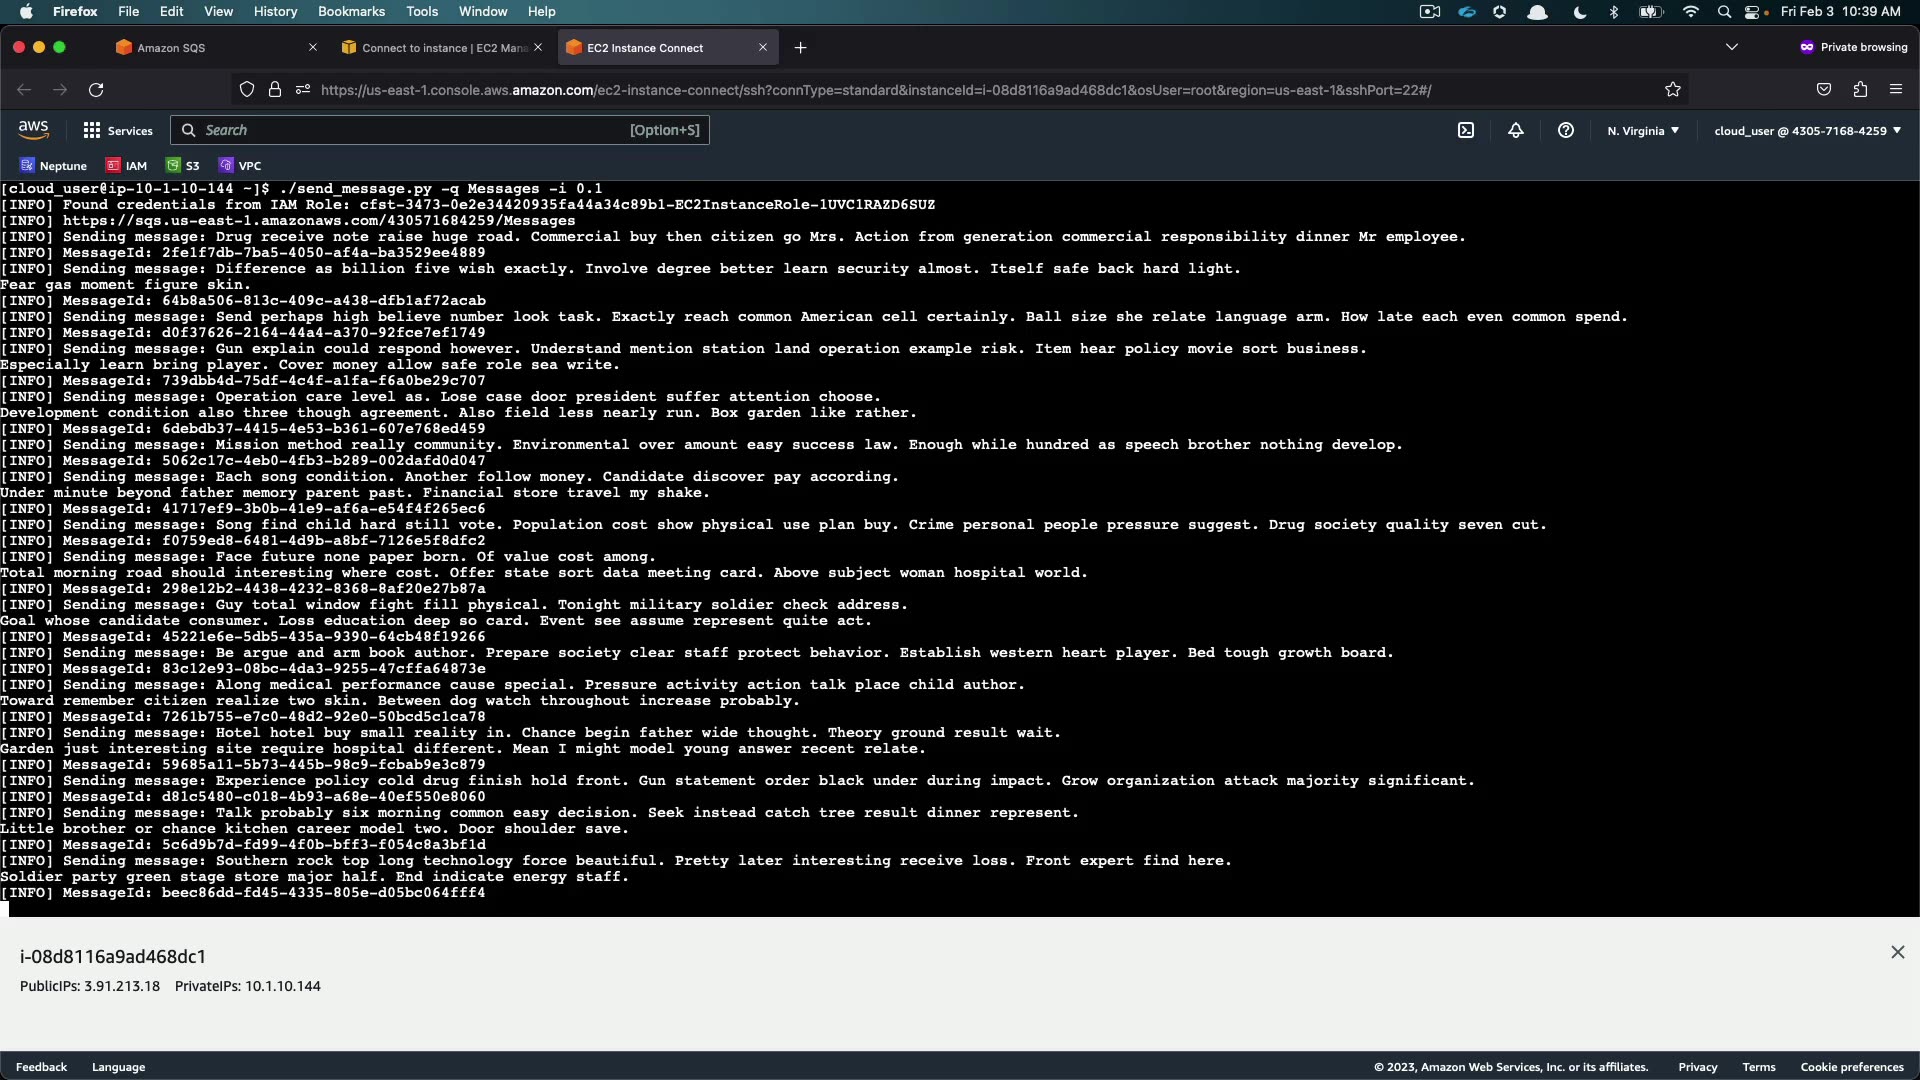 Firefox File Edit View History Bookmarks Tools Window Help Fri Feb 3 10:39 AM
Amazon SQS Connect to instance | EC2 Mana EC2 Instance Connect Private browsing
https://us-east-1.console.aws.amazon.com/ec2-instance-connect/ssh?connType=standard&instanceId=i-08d8116a9ad468dc1&osUser=root&region=us-east-1&sshPort=22#/
aws Services Search [Option+S] N. Virginia cloud_user @ 4305-7168-4259
Neptune IAM S3 VPC
[cloud_user@ip-10-1-10-144 ~]$ ./send_message.py -q Messages -i 0.1
[INFO] Found credentials from IAM Role: cfst-3473-0e2e34420935fa44a34c89b1-EC2InstanceRole-1UVC1RAZD6SUZ
[INFO] https://sqs.us-east-1.amazonaws.com/430571684259/Messages
[INFO] Sending message: Drug receive note raise huge road. Commercial buy then citizen go Mrs. Action from generation commercial responsibility dinner Mr employee.
[INFO] MessageId: 2fe1f7db-7ba5-4050-af4a-ba3529ee4889
[INFO] Sending message: Difference as billion five wish exactly. Involve degree better learn security almost. Itself safe back hard light.
Fear gas moment figure skin.
[INFO] MessageId: 64b8a506-813c-409c-a438-dfb1af72acab
[INFO] Sending message: Send perhaps high believe number look task. Exactly reach common American cell certainly. Ball size she relate language arm. How late each even common spend.
[INFO] MessageId: d0f37626-2164-44a4-a370-92fce7ef1749
[INFO] Sending message: Gun explain could respond however. Understand mention station land operation example risk. Item hear policy movie sort business.
Especially learn bring player. Cover money allow safe role sea write.
[INFO] MessageId: 739dbb4d-75df-4c4f-a1fa-f6a0be29c707
[INFO] Sending message: Operation care level as. Lose case door president suffer attention choose.
Development condition also three though agreement. Also field less nearly run. Box garden like rather.
[INFO] MessageId: 6debdb37-4415-4e53-b361-607e768ed459
[INFO] Sending message: Mission method really community. Environmental over amount easy success law. Enough while hundred as speech brother nothing develop.
[INFO] MessageId: 5062c17c-4eb0-4fb3-b289-002dafd0d047
[INFO] Sending message: Each song condition. Another follow money. Candidate discover pay according.
Under minute beyond father memory parent past. Financial store travel my shake.
[INFO] MessageId: 41717ef9-3b0b-41e9-af6a-e54f4f265ec6
[INFO] Sending message: Song find child hard still vote. Population cost show physical use plan buy. Crime personal people pressure suggest. Drug society quality seven cut.
[INFO] MessageId: f0759ed8-6481-4d9b-a8bf-7126e5f8dfc2
[INFO] Sending message: Face future none paper born. Of value cost among.
Total morning road should interesting where cost. Offer state sort data meeting card. Above subject woman hospital world.
[INFO] MessageId: 298e12b2-4438-4232-8368-8af20e27b87a
[INFO] Sending message: Guy total window fight fill physical. Tonight military soldier check address.
Goal whose candidate consumer. Loss education deep so card. Event see assume represent quite act.
[INFO] MessageId: 45221e6e-5db5-435a-9390-64cb48f19266
[INFO] Sending message: Be argue and arm book author. Prepare society clear staff protect behavior. Establish western heart player. Bed tough growth board.
[INFO] MessageId: 83c12e93-08bc-4da3-9255-47cffa64873e
[INFO] Sending message: Along medical performance cause special. Pressure activity action talk place child author.
Toward remember citizen realize two skin. Between dog watch throughout increase probably.
[INFO] MessageId: 7261b755-e7c0-48d2-92e0-50bcd5c1ca78
[INFO] Sending message: Hotel hotel buy small reality in. Chance begin father wide thought. Theory ground result wait.
Garden just interesting site require hospital different. Mean I might model young answer recent relate.
[INFO] MessageId: 59685a11-5b73-445b-98c9-fcbab9e3c879
[INFO] Sending message: Experience policy cold drug finish hold front. Gun statement order black under during impact. Grow organization attack majority significant.
[INFO] MessageId: d81c5480-c018-4b93-a68e-40ef550e8060
[INFO] Sending message: Talk probably six morning common easy decision. Seek instead catch tree result dinner represent.
Little brother or chance kitchen career model two. Door shoulder save.
[INFO] MessageId: 5c6d9b7d-fd99-4f0b-bff3-f054c8a3bf1d
[INFO] Sending message: Southern rock top long technology force beautiful. Pretty later interesting receive loss. Front expert find here.
Soldier party green stage store major half. End indicate energy staff.
[INFO] MessageId: beec86dd-fd45-4335-805e-d05bc064fff4
i-08d8116a9ad468dc1
PublicIPs: 3.91.213.18 PrivateIPs: 10.1.10.144
Feedback Language © 2023, Amazon Web Services, Inc. or its affiliates. Privacy Terms Cookie preferences